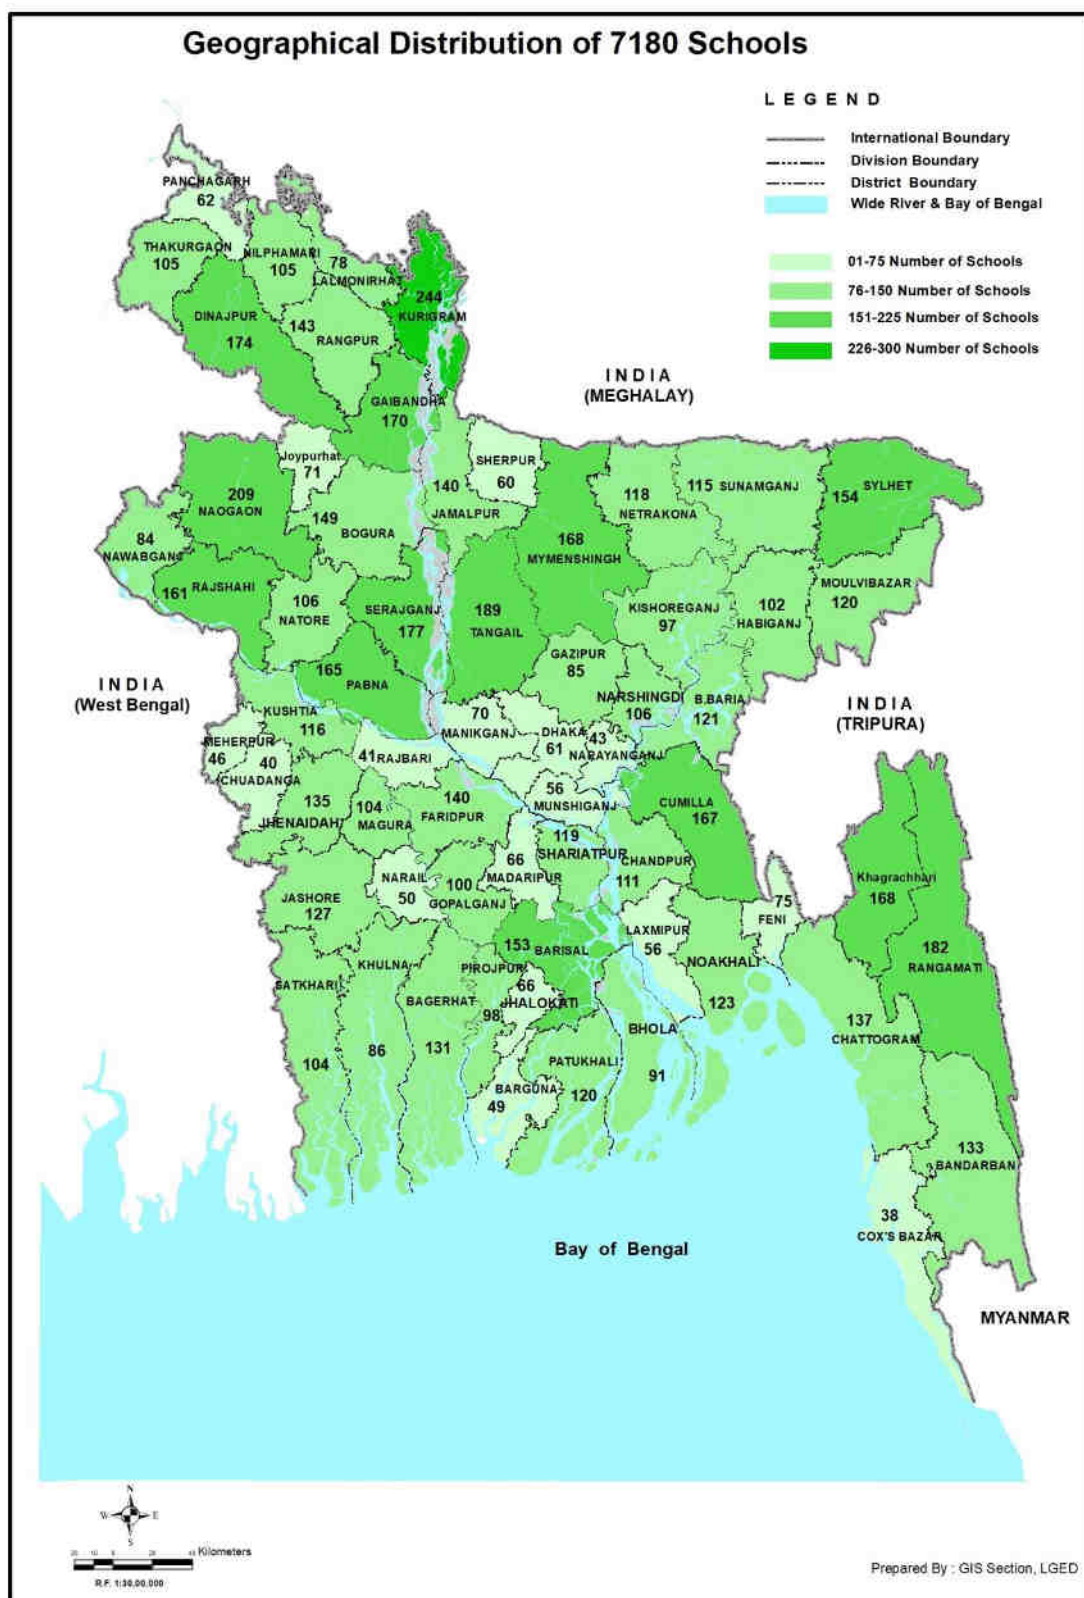 Geographical Distribution of 7180 Schools
L E G E N D
International Boundary
Division Boundary
District Boundary
Wide River & Bay of Bengal
01-75 Number of Schools
76-150 Number of Schools
151-225 Number of Schools
226-300 Number of Schools
PANCHAGARH
62
THAKURGAON
105
NILPHAMARI
105
78
LALMONIRHAT
244
KURIGRAM
DINAJPUR
174
143
RANGPUR
GAIBANDHA
170
INDIA
(MEGHALAY)
Joypurhat
71
SHERPUR
60
209
NAOGAON
149
BOGURA
140
JAMALPUR
168
MYMENSHINGH
118
NETRAKONA
115 SUNAMGANJ
154 SYLHET
84
NAWABGANJ
161 RAJSHAHI
106
NATORE
SERAJGANJ
177
189
TANGAIL
KISHOREGANJ
97
102
HABIGANJ
MOULVIBAZAR
120
165
PABNA
GAZIPUR
85
NARSHINGDI
106
B.BARIA
121
INDIA
(West Bengal)
INDIA
(TRIPURA)
KUSHTIA
116
MEHERPUR
46
40
CHUADANGA
41 RAJBARI
70
MANIKGANJ
DHAKA
61
43
NARAYANGANJ
56
MUNSHIGANJ
135
JHENAIDAH
104
MAGURA
140
FARIDPUR
CUMILLA
167
119
SHARIATPUR
66
MADARIPUR
CHANDPUR
111
NARAIL
50
100
GOPALGANJ
JASHORE
127
75
FENI
Khagrachhari
168
182
RANGAMATI
LAXMIPUR
56
NOAKHALI
123
153 BARISAL
PIROJPUR
98
66
JHALOKATI
KHULNA
86
SATKHARI
104
BAGERHAT
131
BHOLA
91
PATUKHALI
120
BARGUNA
49
137
CHATTOGRAM
133
BANDARBAN
38
COX'S BAZAR
Bay of Bengal
MYANMAR
N
W E
S
Kilometers
R.F. 1:30,00,000
Prepared By : GIS Section, LGED